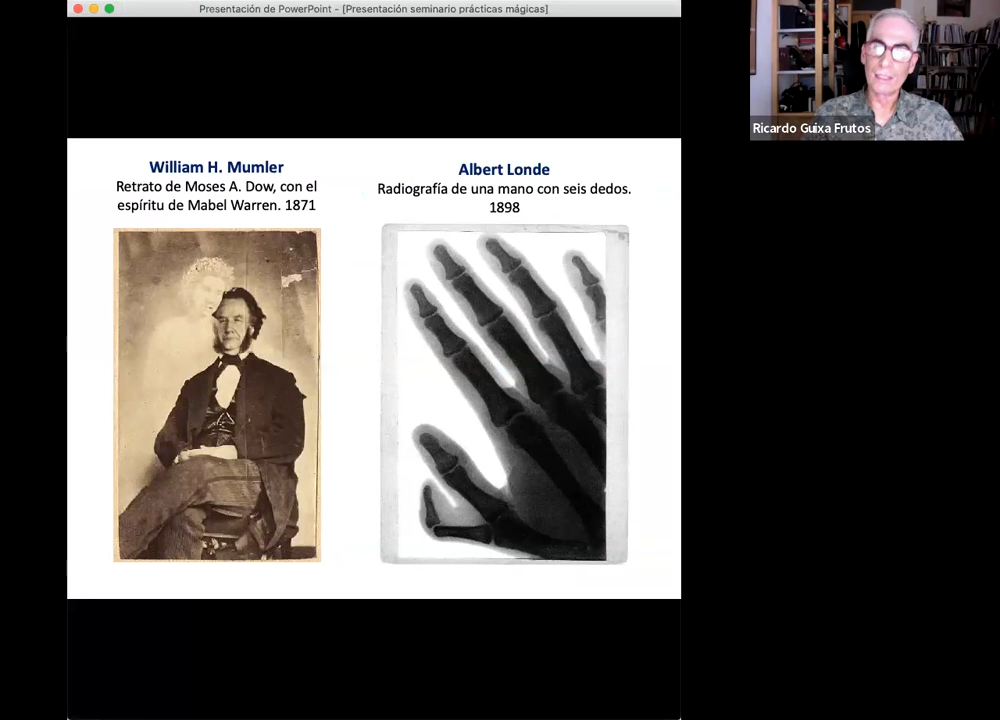 Presentación de PowerPoint - [Presentación seminario prácticas mágicas]
William H. Mumler
Retrato de Moses A. Dow, con el
espíritu de Mabel Warren. 1871
Albert Londe
Radiografía de una mano con seis dedos.
1898
Ricardo Guixa Frutos